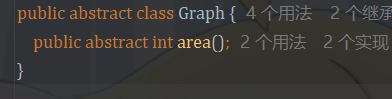 public abstract class Graph { 4个用法 2个继承
public abstract int area(); 2个用法 2个实现
}